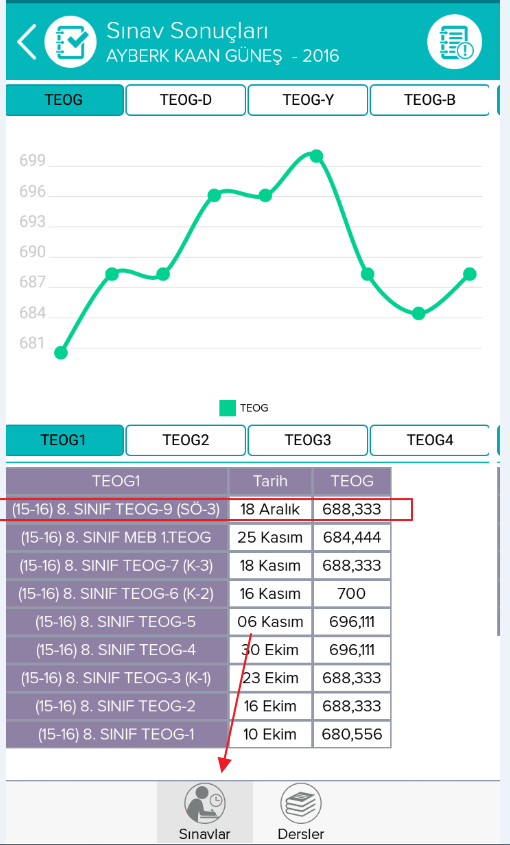 Sınav Sonuçları
AYBERK KAAN GÜNEŞ - 2016
TEOG TEOG-D TEOG-Y TEOG-B
699
696
693
690
687
684
681
TEOG
TEOG1 TEOG2 TEOG3 TEOG4
TEOG1 Tarih TEOG
(15-16) 8. SINIF TEOG-9 (SÖ-3) 18 Aralık 688,333
(15-16) 8. SINIF MEB 1.TEOG 25 Kasım 684,444
(15-16) 8. SINIF TEOG-7 (K-3) 18 Kasım 688,333
(15-16) 8. SINIF TEOG-6 (K-2) 16 Kasım 700
(15-16) 8. SINIF TEOG-5 06 Kasım 696,111
(15-16) 8. SINIF TEOG-4 30 Ekim 696,111
(15-16) 8. SINIF TEOG-3 (K-1) 23 Ekim 688,333
(15-16) 8. SINIF TEOG-2 16 Ekim 688,333
(15-16) 8. SINIF TEOG-1 10 Ekim 680,556
Sınavlar Dersler